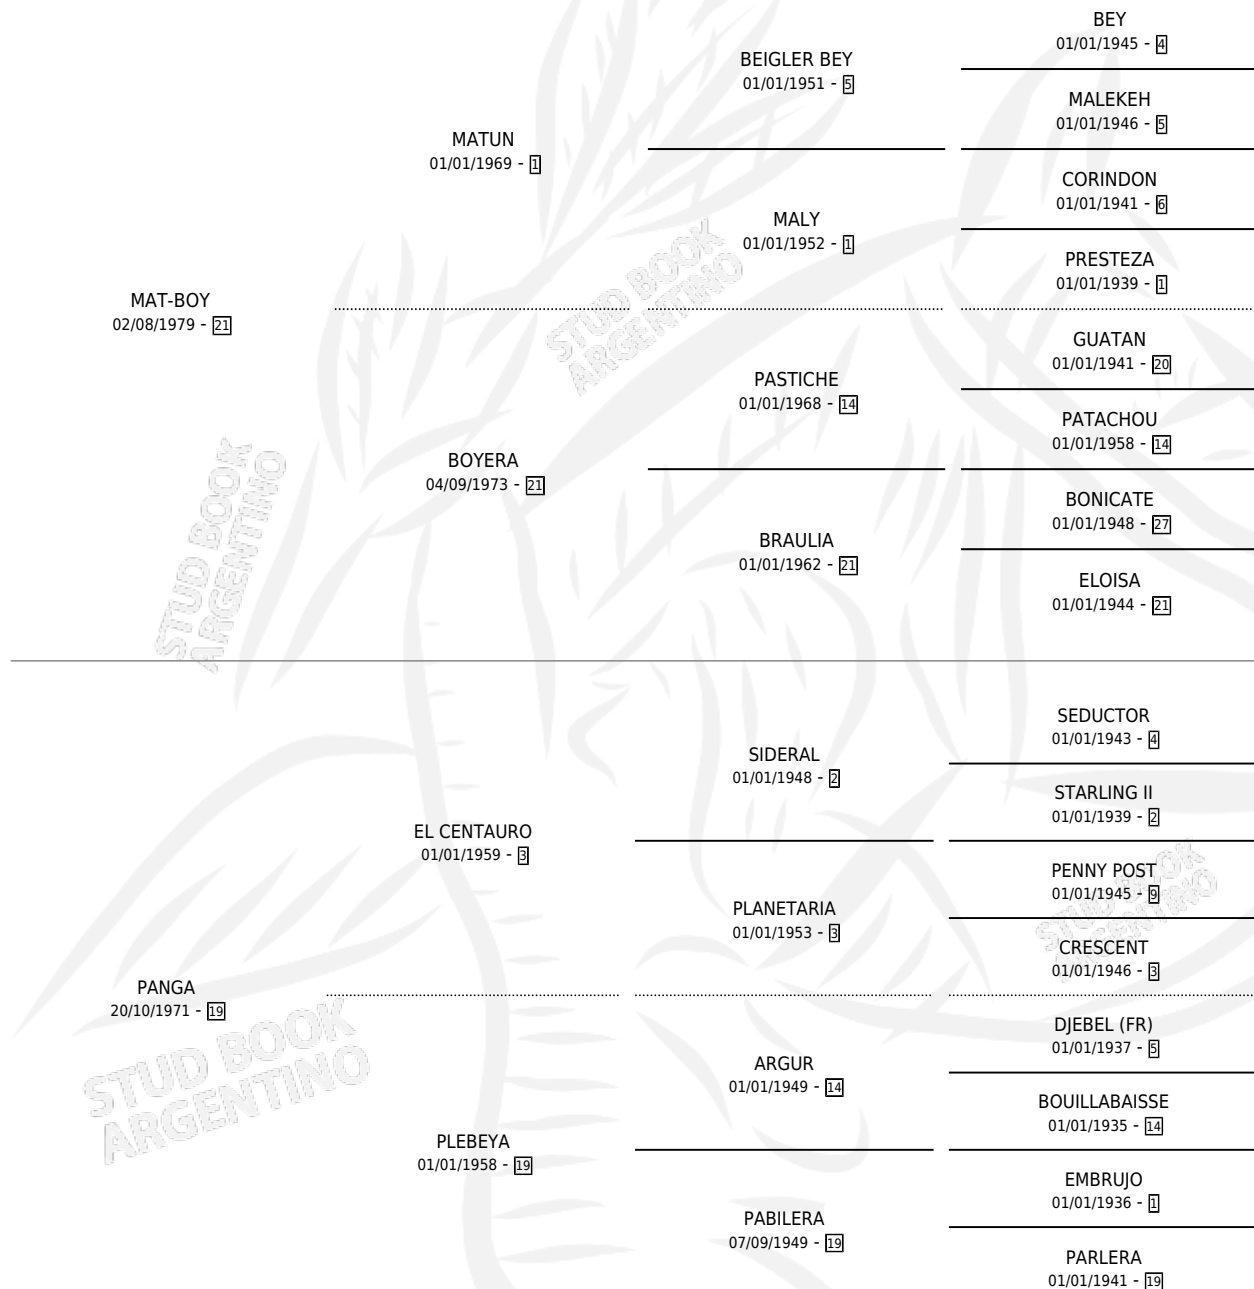 BEY
01/01/1945 - 4
BEIGLER BEY
01/01/1951 - 5
MALEKEH
01/01/1946 - 5
MATUN
01/01/1969 - 1
CORINDON
01/01/1941 - 6
MALY
01/01/1952 - 1
PRESTEZA
01/01/1939 - 1
MAT-BOY
02/08/1979 - 21
GUATAN
01/01/1941 - 20
PASTICHE
01/01/1968 - 14
PATACHOU
01/01/1958 - 14
BOYERA
04/09/1973 - 21
BONICATE
01/01/1948 - 27
BRAULIA
01/01/1962 - 21
ELOISA
01/01/1944 - 21
SEDUCTOR
01/01/1943 - 4
SIDERAL
01/01/1948 - 2
STARLING II
01/01/1939 - 2
EL CENTAURO
01/01/1959 - 3
PENNY POST
01/01/1945 - 9
PLANETARIA
01/01/1953 - 3
CRESCENT
01/01/1946 - 3
PANGA
20/10/1971 - 19
DJEBEL (FR)
01/01/1937 - 5
ARGUR
01/01/1949 - 14
BOUILLABAISSE
01/01/1935 - 14
PLEBEYA
01/01/1958 - 19
EMBRUJO
01/01/1936 - 1
PABILERA
07/09/1949 - 19
PARLERA
01/01/1941 - 19
STUD BOOK
ARGENTINO
STUD BOOK
ARGENTINO
STUD BOOK
ARGENTINO
STUD BOOK
ARGENTINO